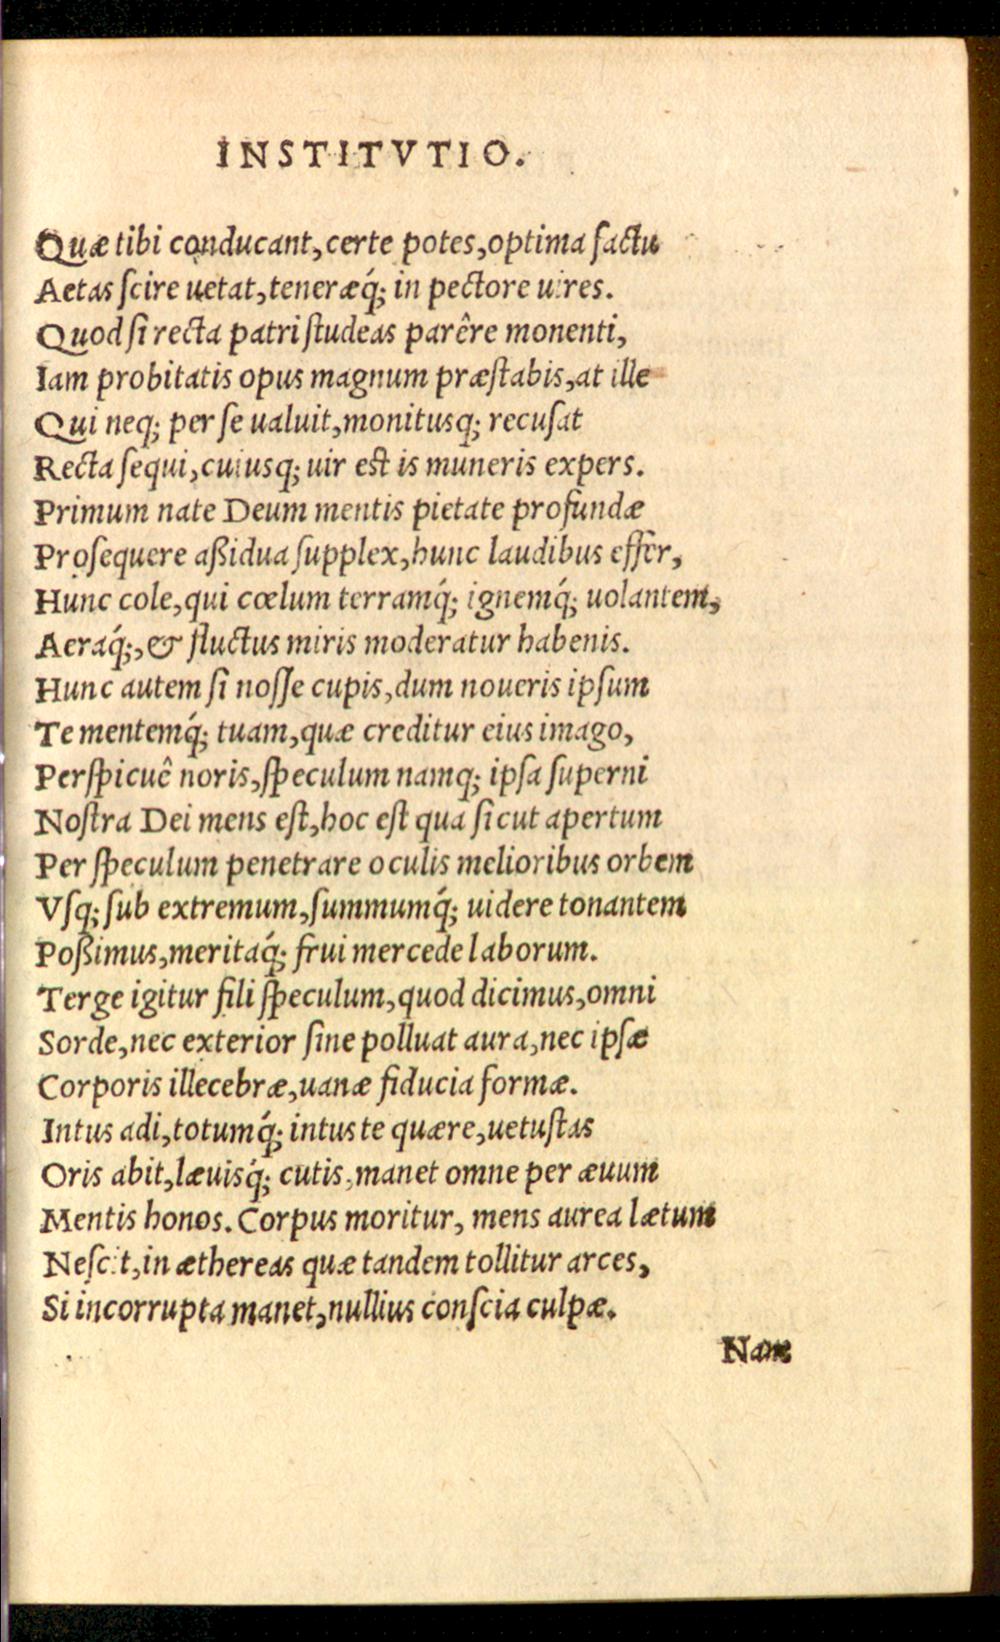 INSTITVTIO.
Quæ tibi conducant, certe potes, optima factu
Aetas scire uetat, teneræq́; in pectore uires.
Quod si recta patri studeas parêre monenti,
Iam probitatis opus magnum præstabis, at ille
Qui neq; per se ualuit, monitusq; recusat
Recta sequi, cuiusq; uir est is muneris expers.
Primum nate Deum mentis pietate profundæ
Prosequere aßidua supplex, hunc laudibus effer,
Hunc cole, qui cœlum terramq́; ignemq́; uolantem,
Aeraq́;, & fluctus miris moderatur habenis.
Hunc autem si nosse cupis, dum noueris ipsum
Te mentemq́; tuam, quæ creditur eius imago,
Perspicuê noris, speculum namq; ipsa superni
Nostra Dei mens est, hoc est qua sicut apertum
Per speculum penetrare oculis melioribus orbem
Vsq; sub extremum, summumq́; uidere tonantem
Poßimus, meritaq́; frui mercede laborum.
Terge igitur fili speculum, quod dicimus, omni
Sorde, nec exterior sine polluat aura, nec ipsæ
Corporis illecebræ, uanæ fiducia formæ.
Intus adi, totumq́; intus te quære, uetustas
Oris abit, læuisq́; cutis, manet omne per æuum
Mentis honos. Corpus moritur, mens aurea lætum
Nescit, in æthereas quæ tandem tollitur arces,
Si incorrupta manet, nullius conscia culpæ.
Nam